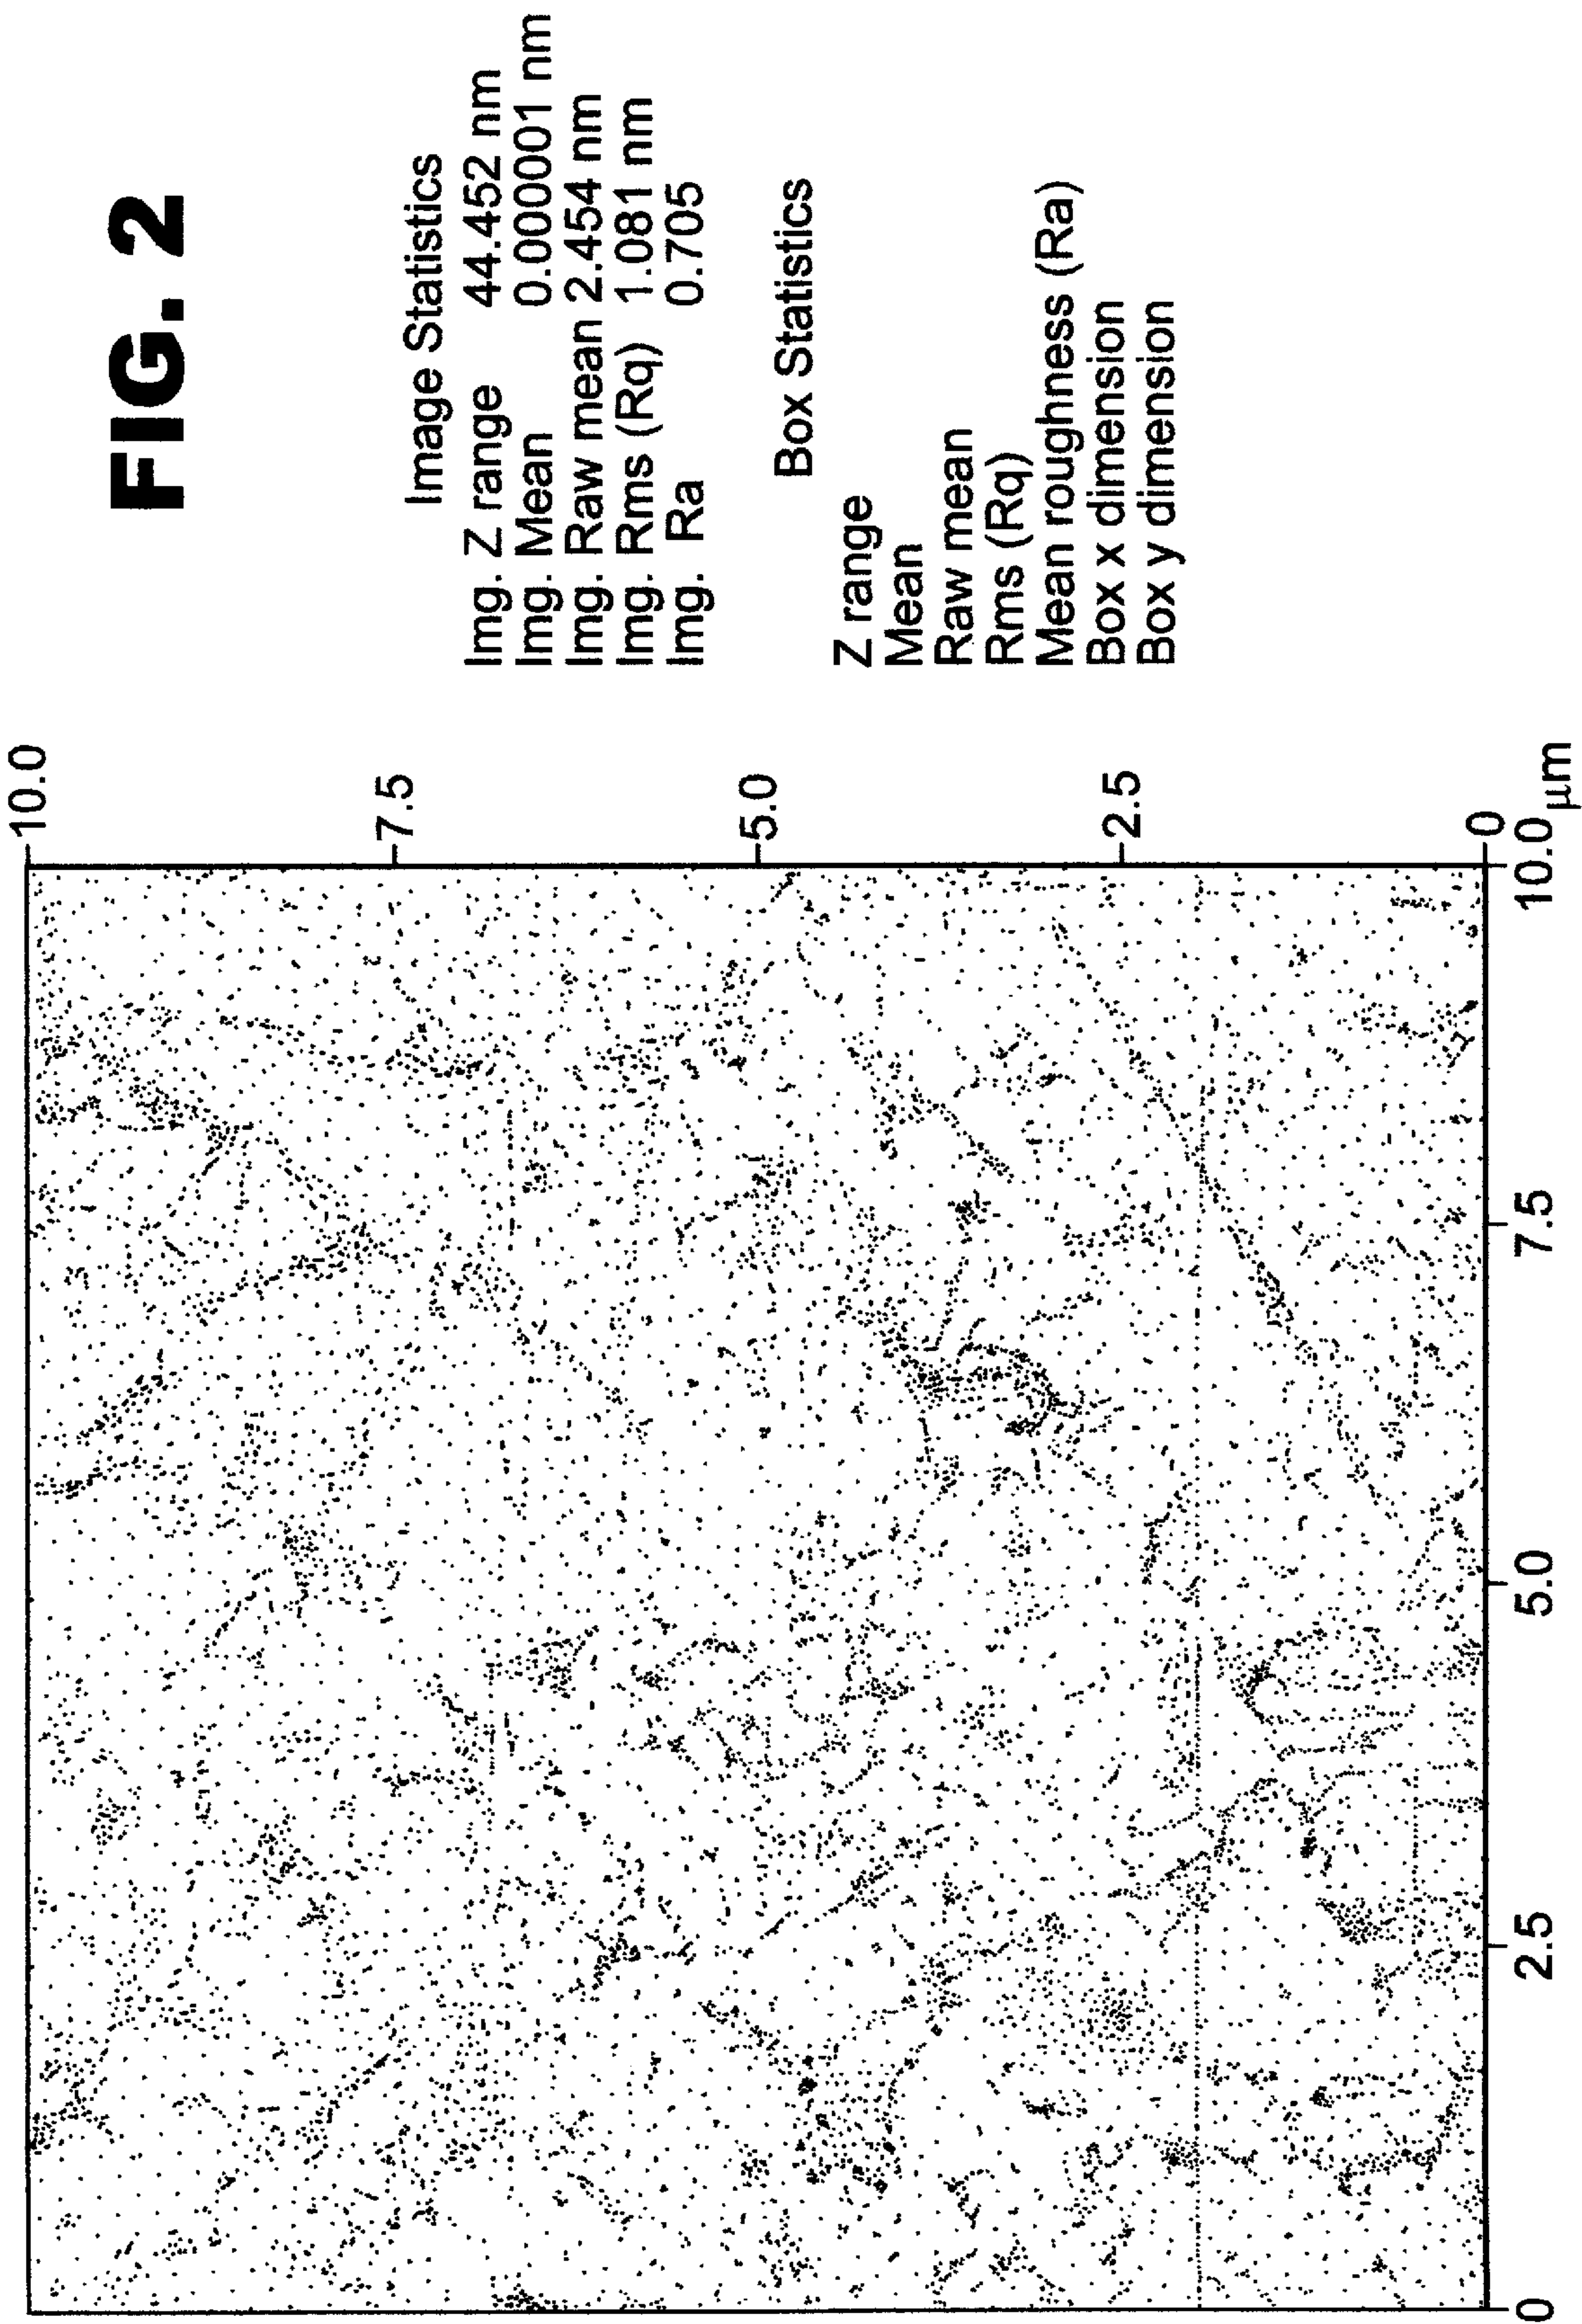 FIG. 2
Image Statistics
Img. Z range 44.452 nm
Img. Mean 0.000001 nm
Img. Raw mean 2.454 nm
Img. Rms (Rq) 1.081 nm
Img. Ra 0.705
Box Statistics
Z range
Mean
Raw mean
Rms (Rq)
Mean roughness (Ra)
Box x dimension
Box y dimension
10.0
7.5
5.0
2.5
0
0
2.5
5.0
7.5
10.0
μm